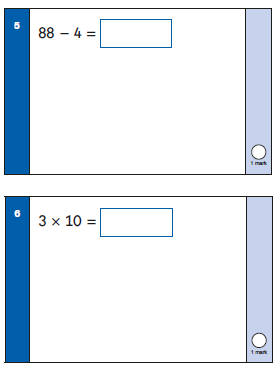 5
88 − 4 =
1 mark
6
3 × 10 =
1 mark